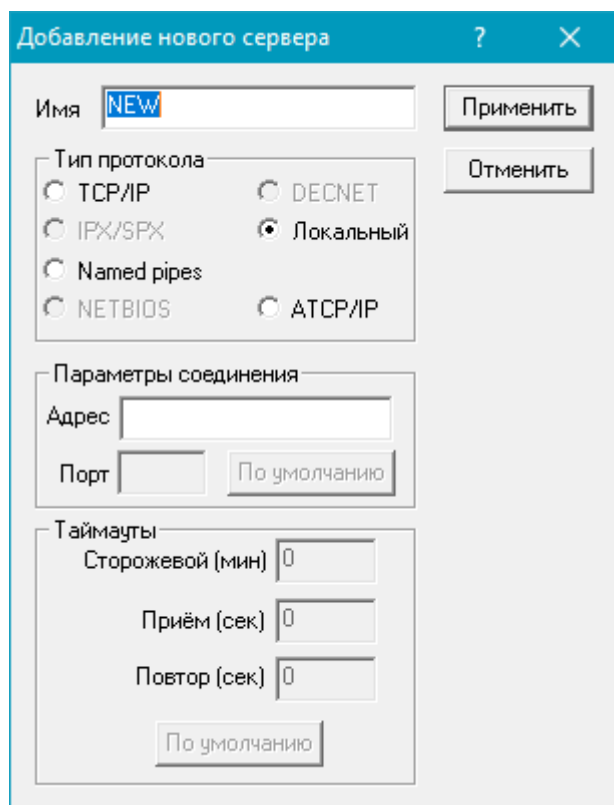 Добавление нового сервера ?
Имя NEW Применить
Отменить
Тип протокола
TCP/IP DECNET
IPX/SPX Локальный
Named pipes
NETBIOS ATCP/IP
Параметры соединения
Адрес
Порт По умолчанию
Таймауты
Сторожевой (мин) 0
Приём (сек) 0
Повтор (сек) 0
По умолчанию